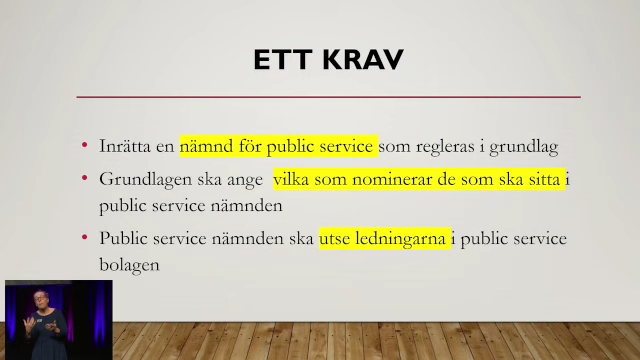 ETT KRAV
• Inrätta en nämnd för public service som regleras i grundlag
• Grundlagen ska ange vilka som nominerar de som ska sitta i
public service nämnden
• Public service nämnden ska utse ledningarna i public service
bolagen